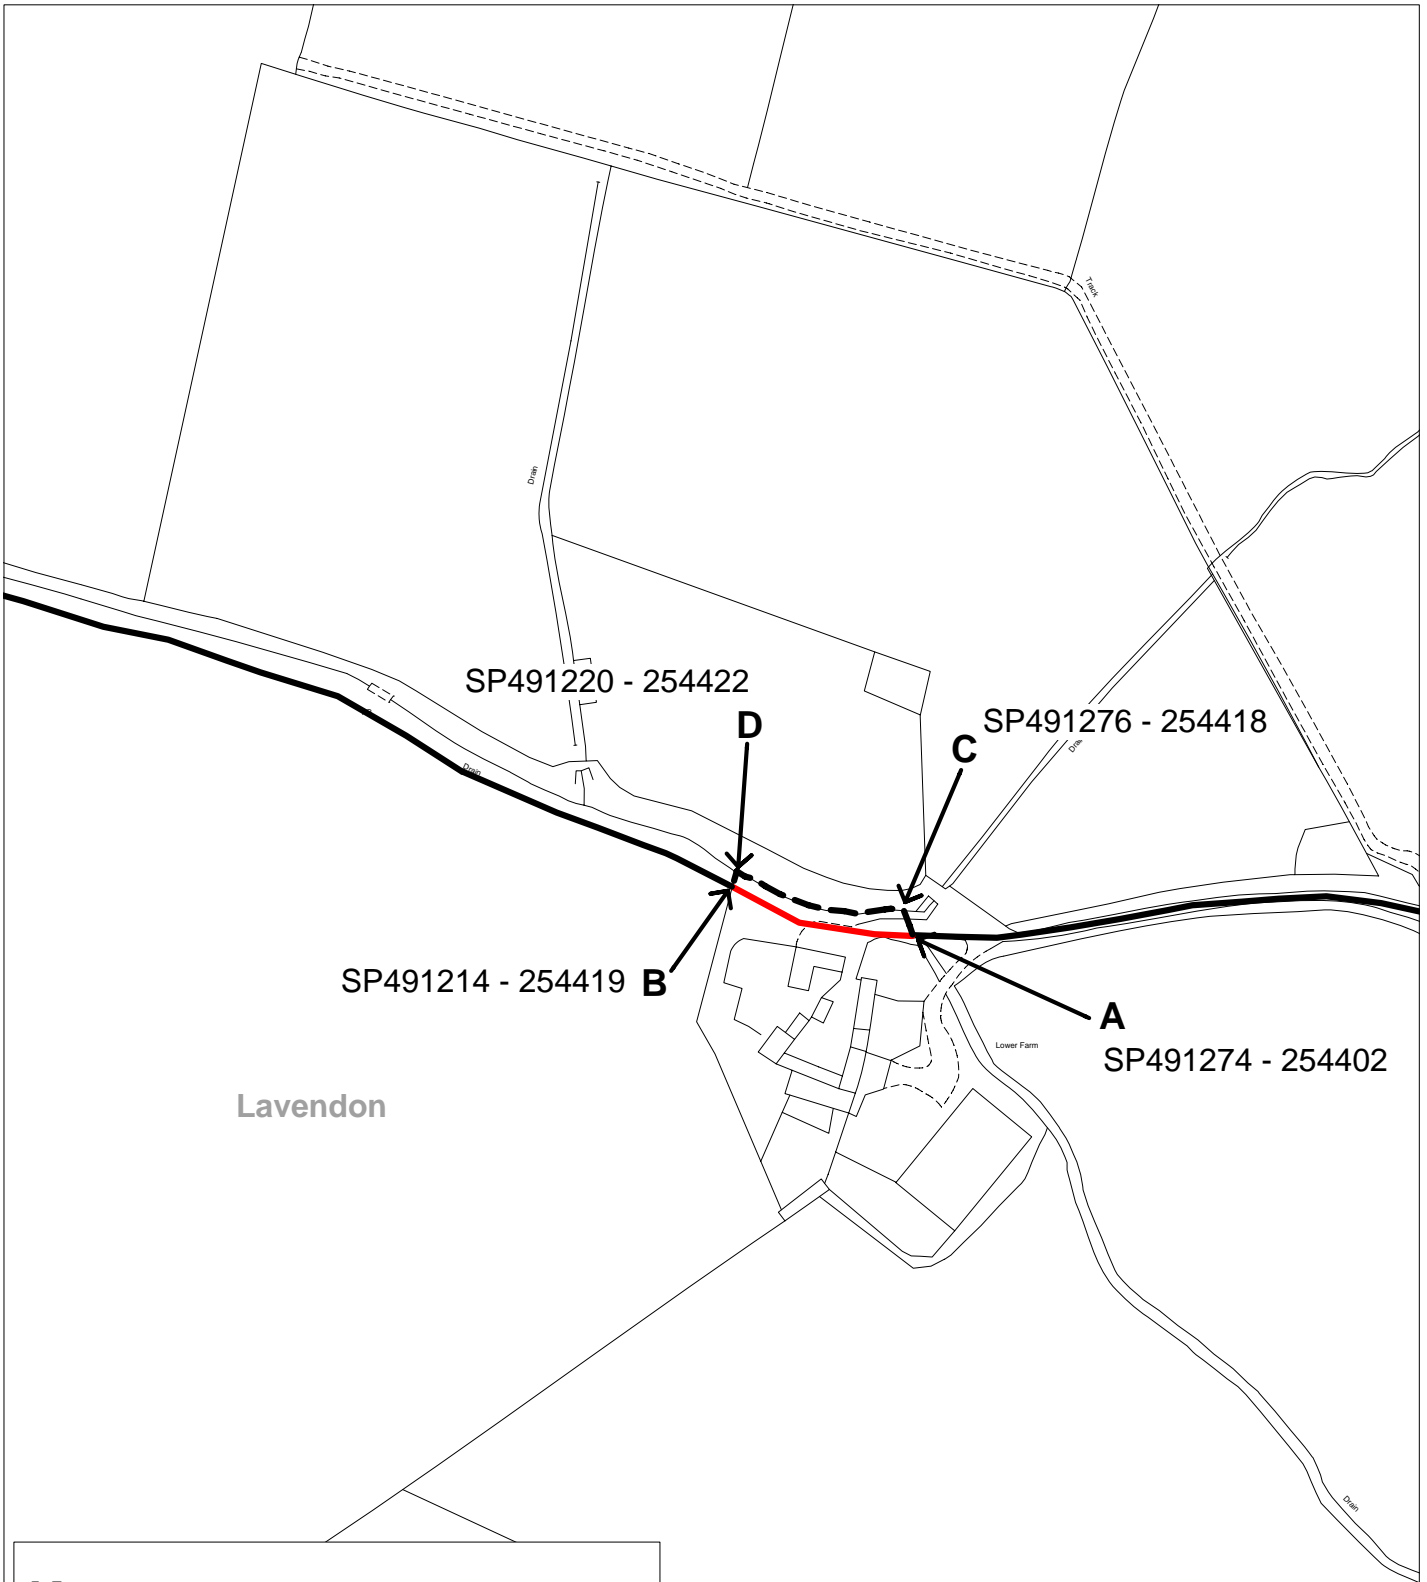 Track
Drain
SP491220 - 254422
D
SP491276 - 254418
C
Drain
SP491214 - 254419 B
A
Lower Farm
SP491274 - 254402
Lavendon
Drain